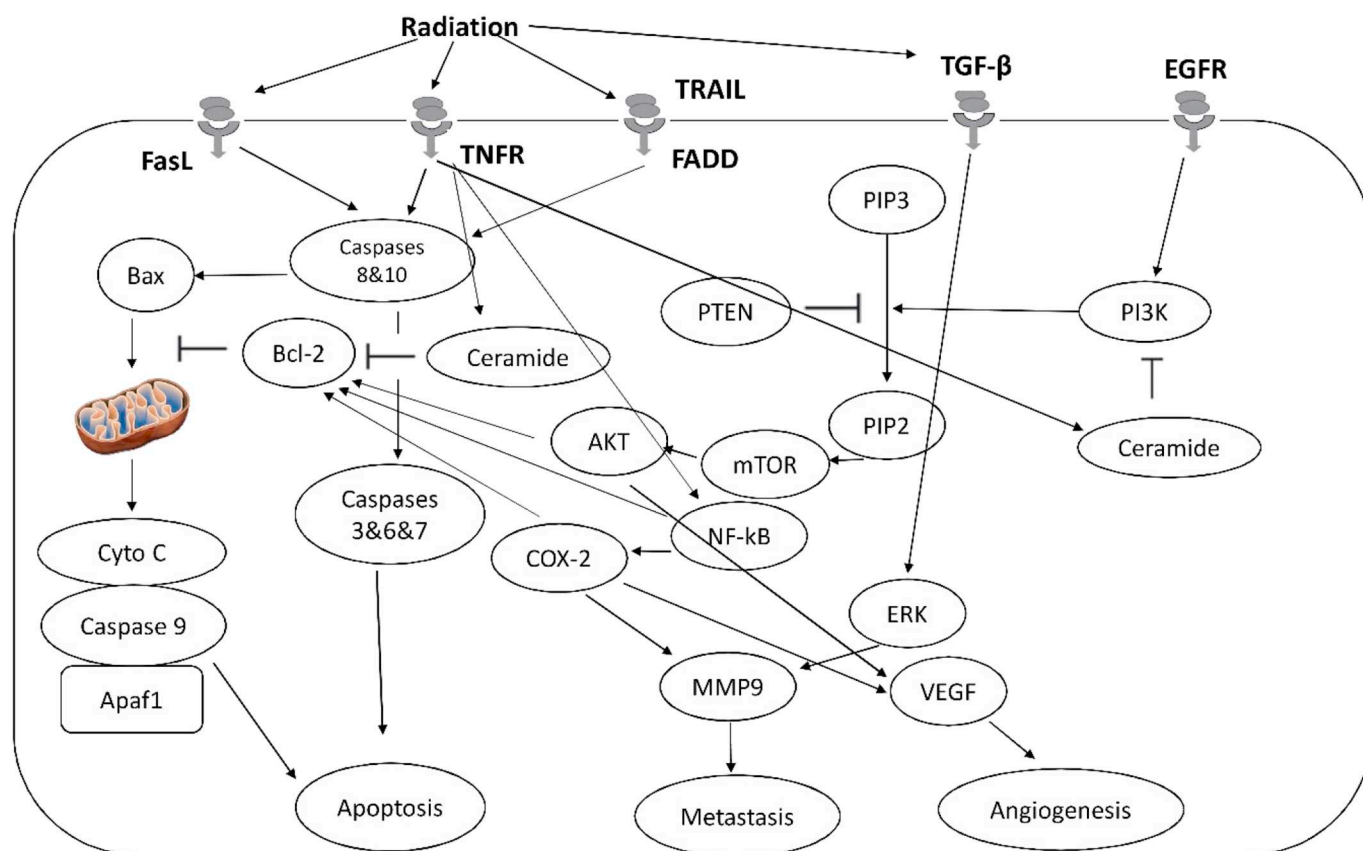 Radiation
TGF-β
EGFR
TRAIL
FasL
TNFR
FADD
PIP3
Caspases
8&10
Bax
PTEN
PI3K
Bcl-2
Ceramide
AKT
PIP2
mTOR
Ceramide
Caspases
3&6&7
NF-kB
Cyto C
COX-2
ERK
Caspase 9
MMP9
VEGF
Apaf1
Apoptosis
Metastasis
Angiogenesis